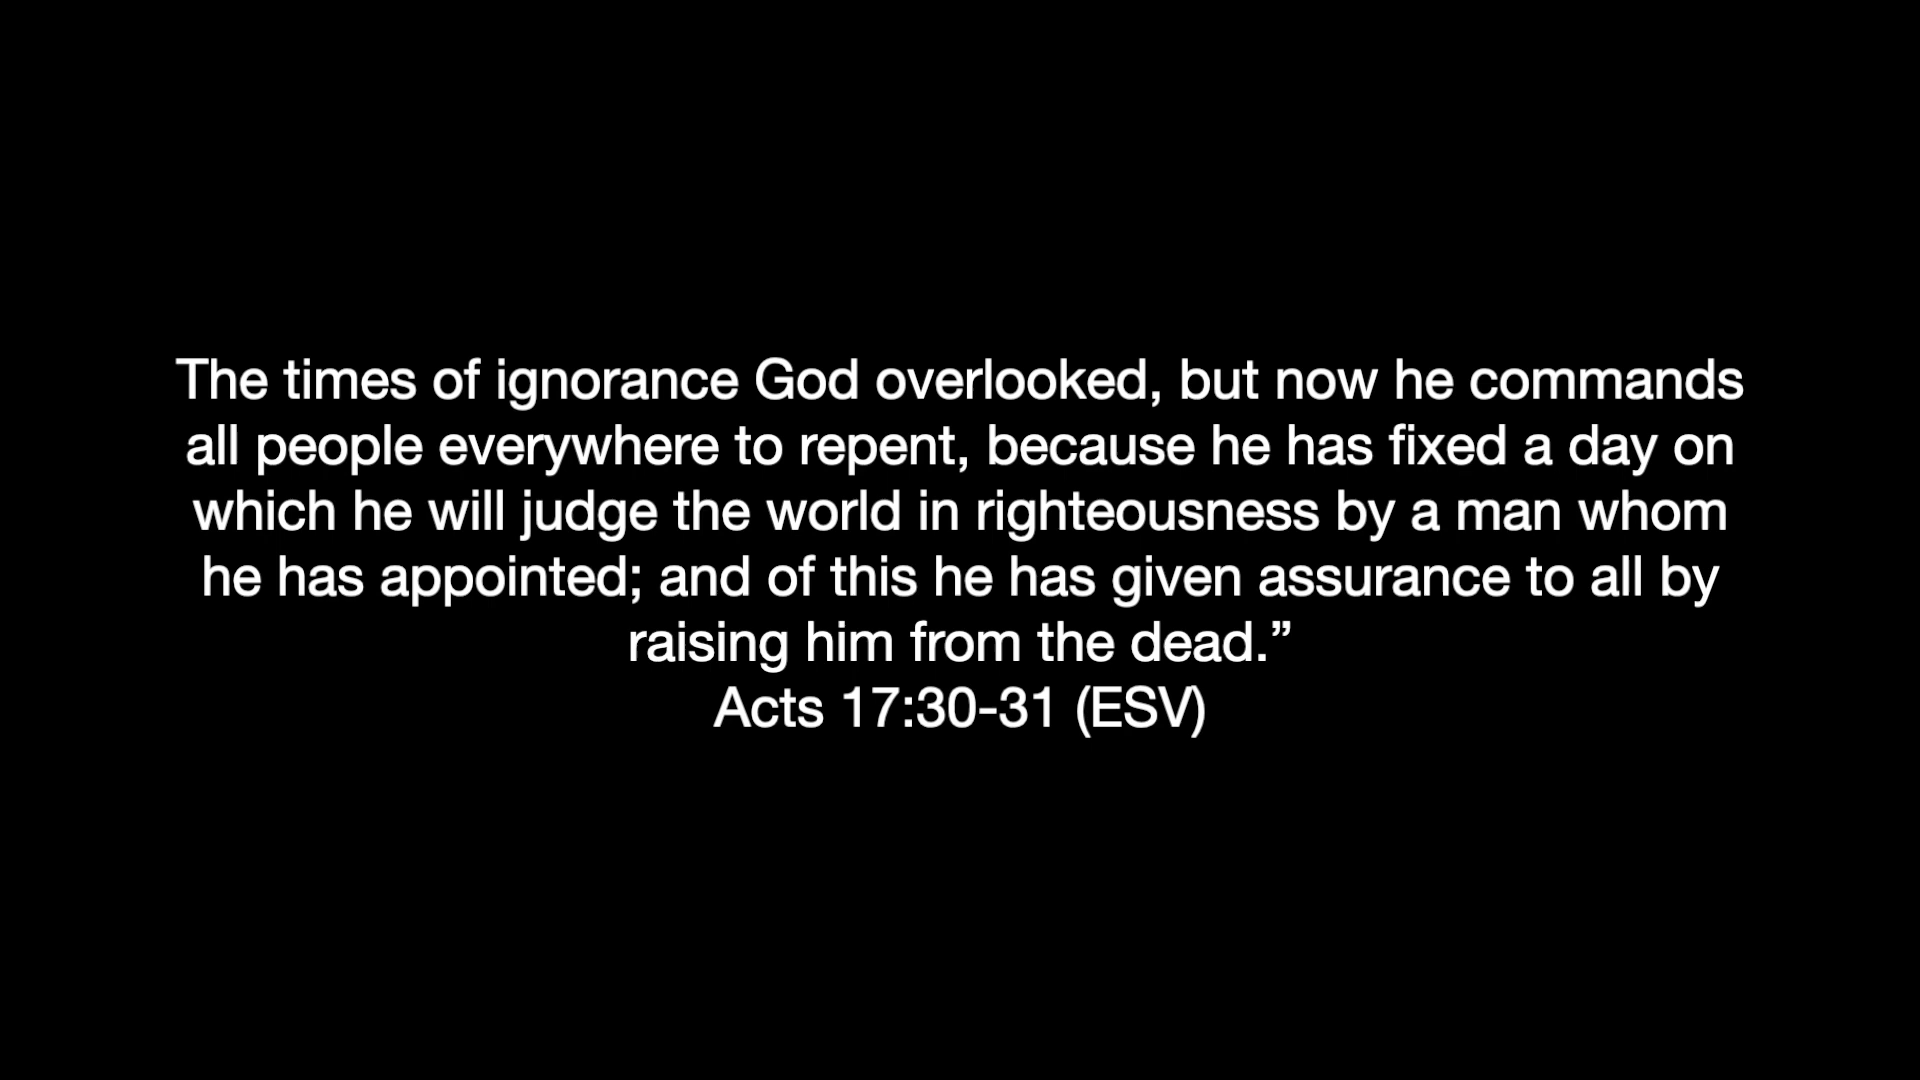 The times of ignorance God overlooked, but now he commands
all people everywhere to repent, because he has fixed a day on
which he will judge the world in righteousness by a man whom
he has appointed; and of this he has given assurance to all by
raising him from the dead.”
Acts 17:30-31 (ESV)